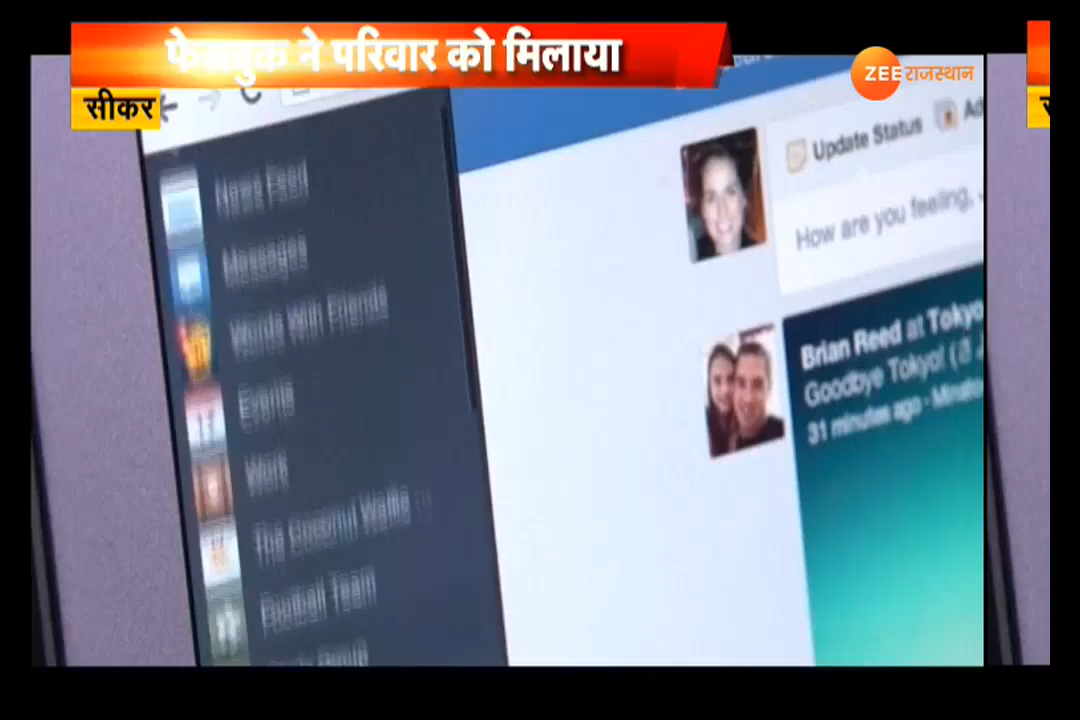 फेसबुक ने परिवार को मिलाया
ZEE राजस्थान
सीकर
News Feed
Messages
Words With Friends
Events
Work
Football Team
Update Status
How are you feeling,
Brian Reed at Tokyo
Goodbye Tokyo!
31 minutes ago